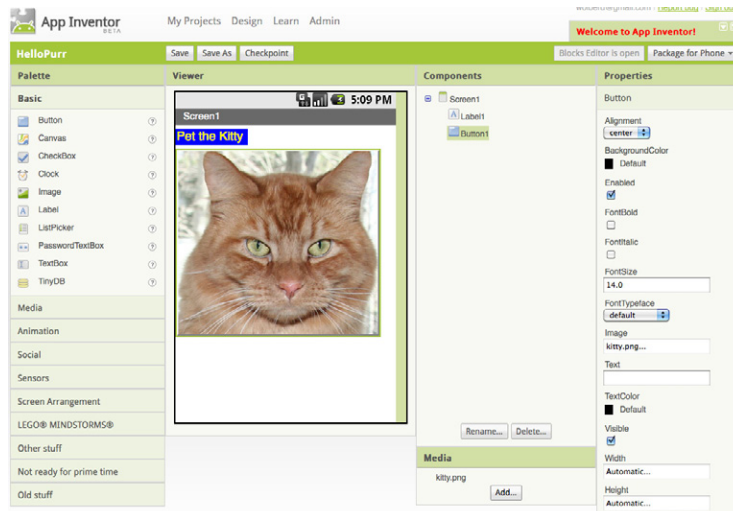 App Inventor
BETA
My Projects Design Learn Admin
Welcome to App Inventor!
HelloPurr
Save Save As Checkpoint
Blocks Editor is open Package for Phone
Palette
Basic
Button
Canvas
CheckBox
Clock
Image
Label
ListPicker
PasswordTextBox
TextBox
TinyDB
Media
Animation
Social
Sensors
Screen Arrangement
LEGO® MINDSTORMS®
Other stuff
Not ready for prime time
Old stuff
Viewer
5:09 PM
Screen1
Pet the Kitty
Components
Screen1
Label1
Button1
Rename... Delete...
Media
kitty.png
Add...
Properties
Button
Alignment
center
BackgroundColor
Default
Enabled
FontBold
FontItalic
FontSize
14.0
FontTypeface
default
Image
kitty.png...
Text
TextColor
Default
Visible
Width
Automatic...
Height
Automatic...